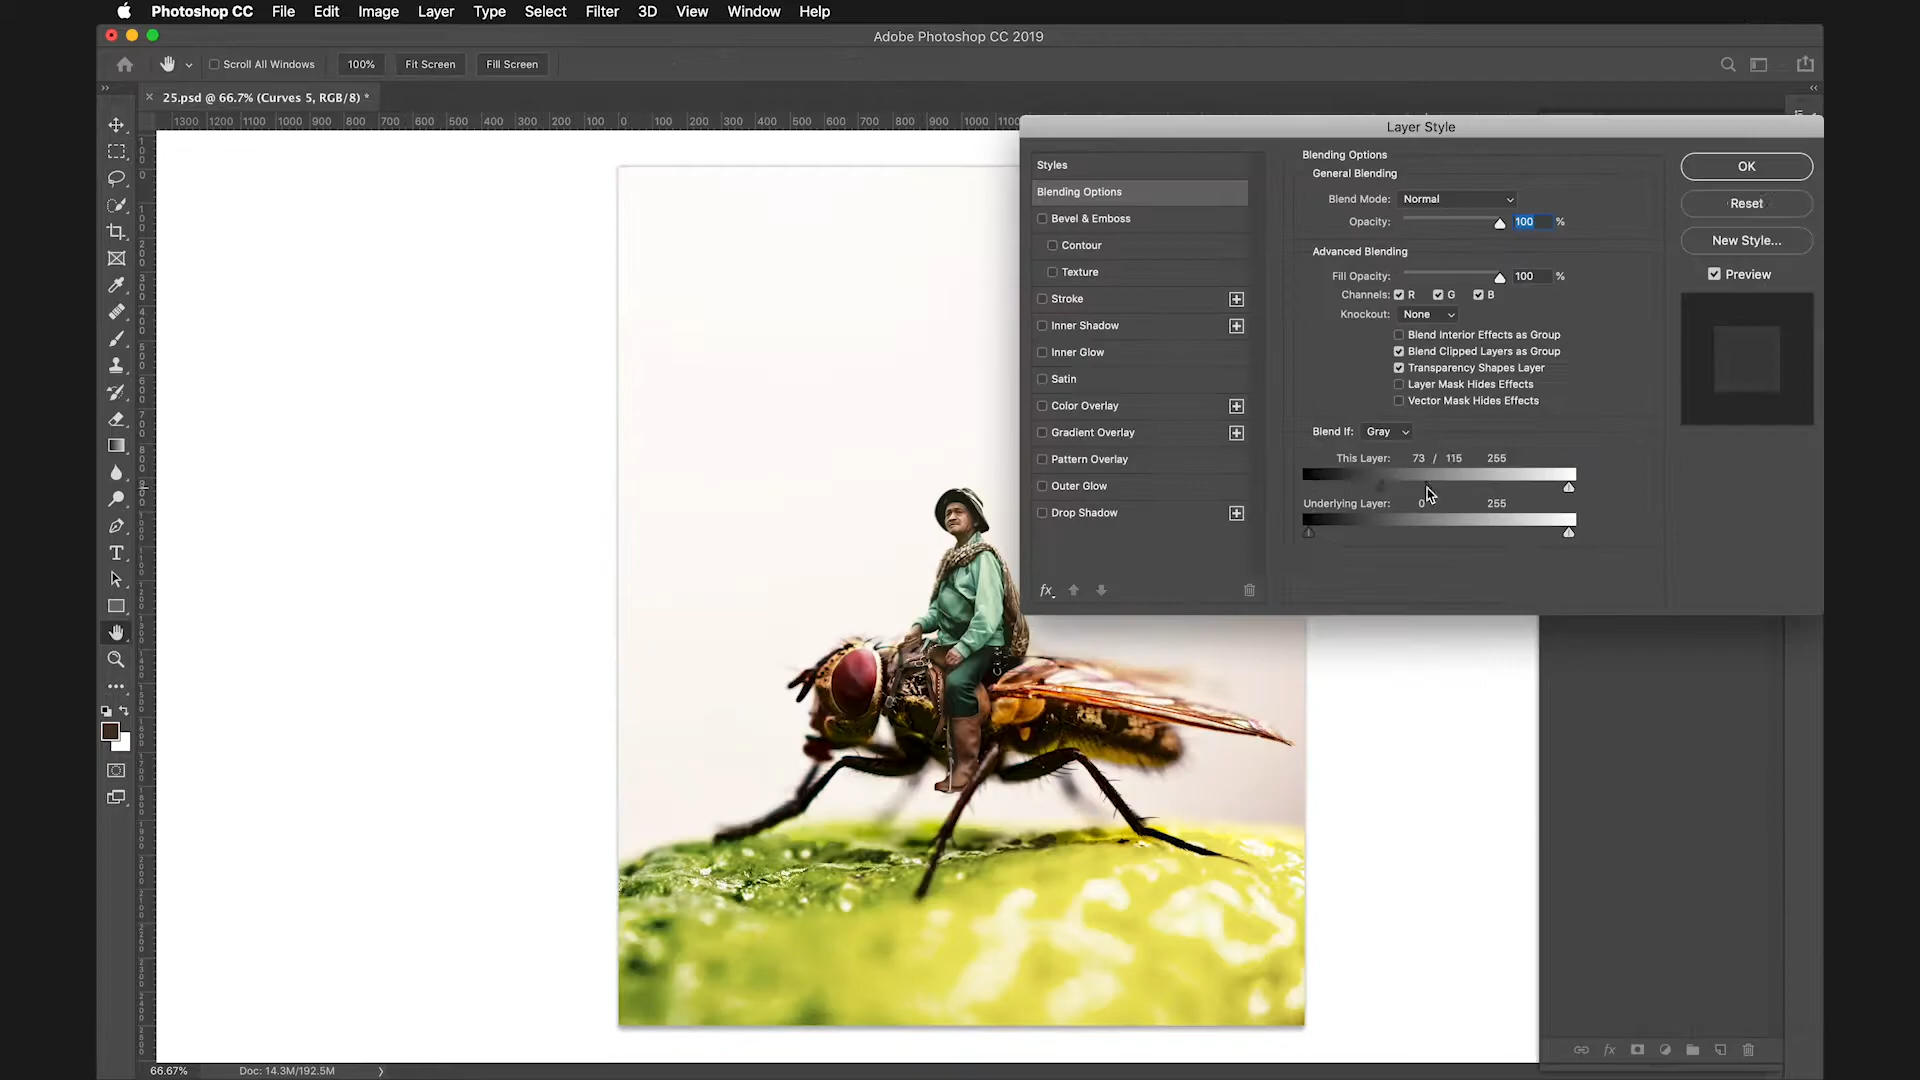 Photoshop CC File Edit Image Layer Type Select Filter 3D View Window Help
Adobe Photoshop CC 2019
Scroll All Windows 100% Fit Screen Fill Screen
25.psd @ 66.7% (Curves 5, RGB/8) *
1300 1200 1100 1000 900 800 700 600 500 400 300 200 100 0 100 200 300 400 500 600 700 800 900 1000 1100
Layer Style
Styles
Blending Options
Bevel & Emboss
Contour
Texture
Stroke
Inner Shadow
Inner Glow
Satin
Color Overlay
Gradient Overlay
Pattern Overlay
Outer Glow
Drop Shadow
fx
Blending Options
General Blending
Blend Mode: Normal
Opacity: 100 %
Advanced Blending
Fill Opacity: 100 %
Channels: R G B
Knockout: None
Blend Interior Effects as Group
Blend Clipped Layers as Group
Transparency Shapes Layer
Layer Mask Hides Effects
Vector Mask Hides Effects
Blend If: Gray
This Layer: 73 / 115 255
Underlying Layer: 0 255
OK
Reset
New Style...
Preview
fx
66.67% Doc: 14.3M/192.5M